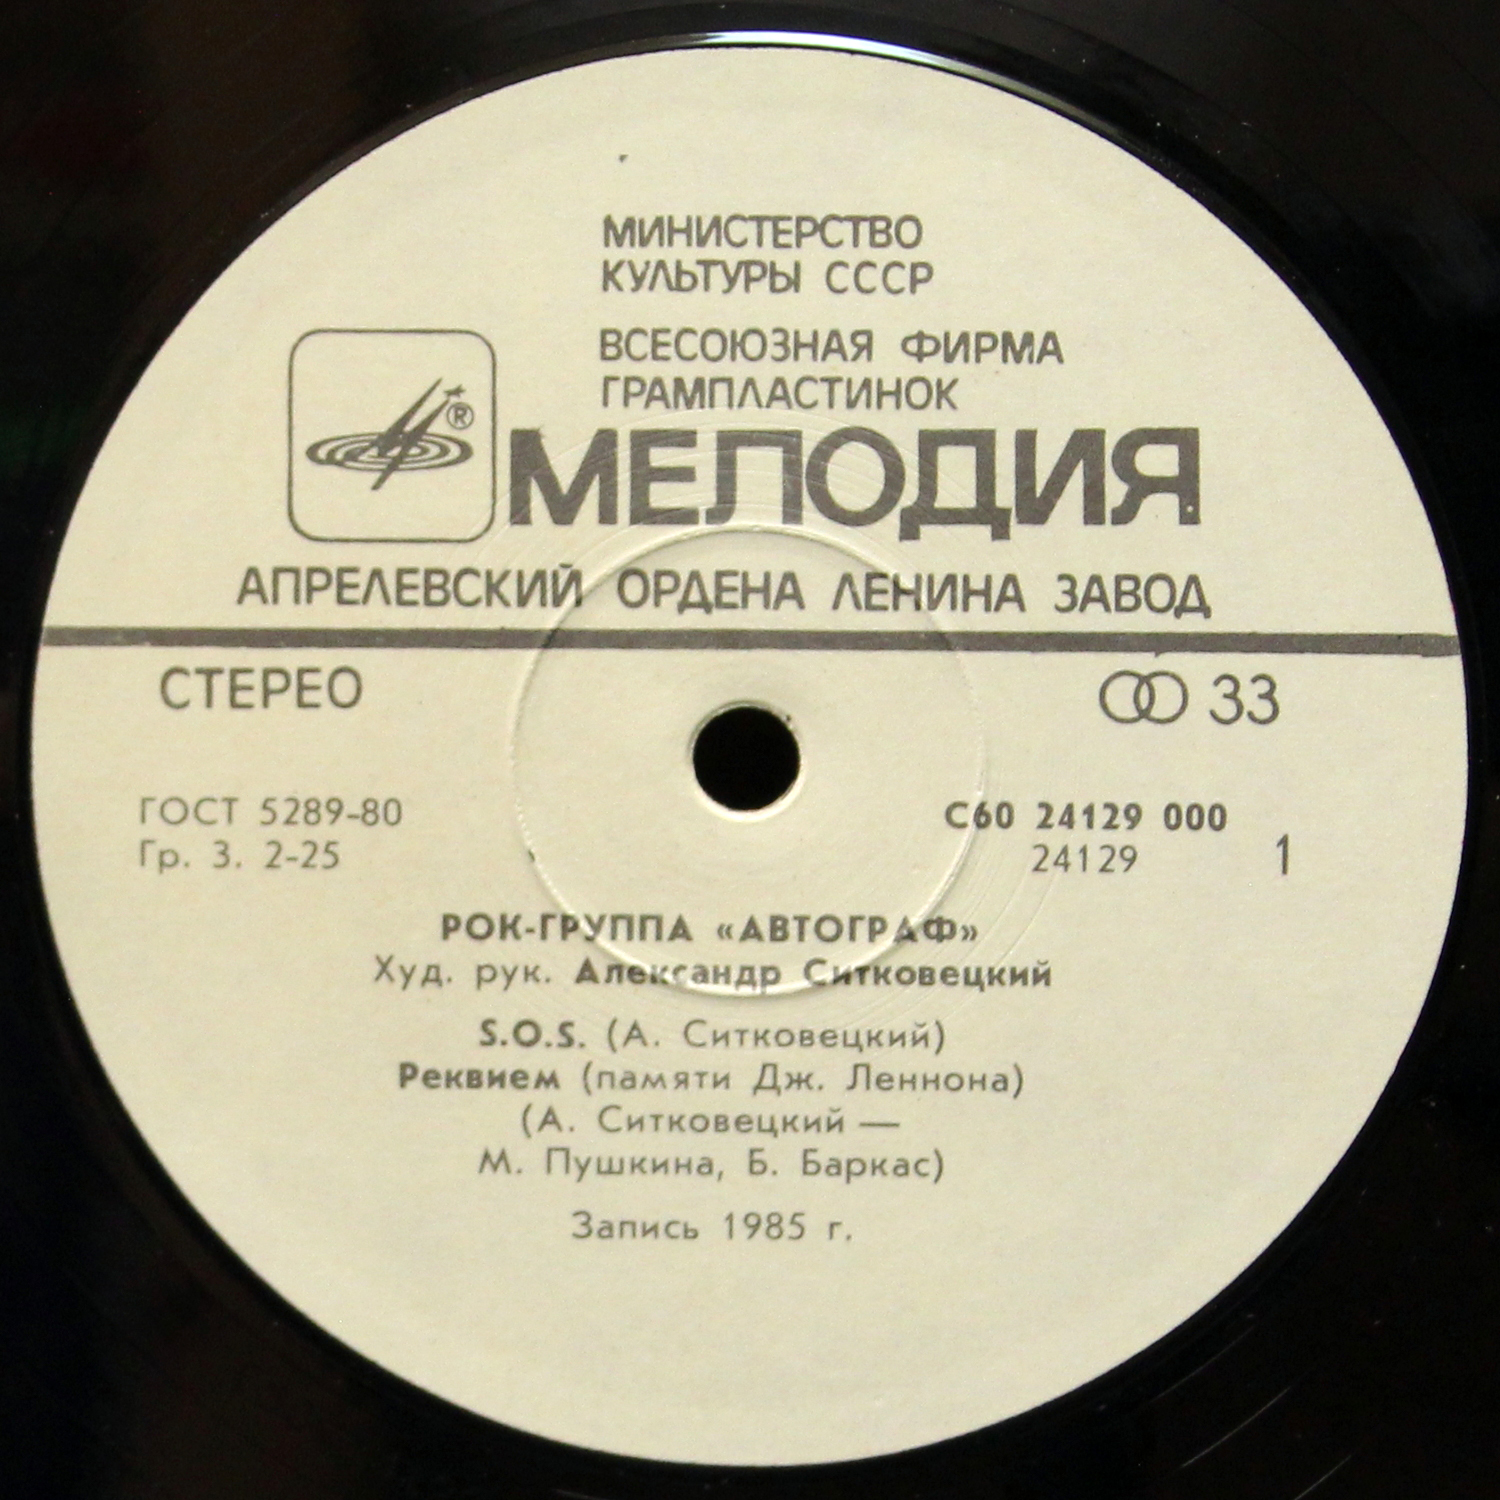 МИНИСТЕРСТВО
КУЛЬТУРЫ СССР
ВСЕСОЮЗНАЯ ФИРМА
ГРАМПЛАСТИНОК
®
МЕЛОДИЯ
АПРЕЛЕВСКИЙ ОРДЕНА ЛЕНИНА ЗАВОД
СТЕРЕО
33
ГОСТ 5289-80
Гр. 3. 2-25
С60 24129 000
24129
1
РОК-ГРУППА «АВТОГРАФ»
Худ. рук. Александр Ситковецкий
S.O.S. (А. Ситковецкий)
Реквием (памяти Дж. Леннона)
(А. Ситковецкий —
М. Пушкина, Б. Баркас)
Запись 1985 г.